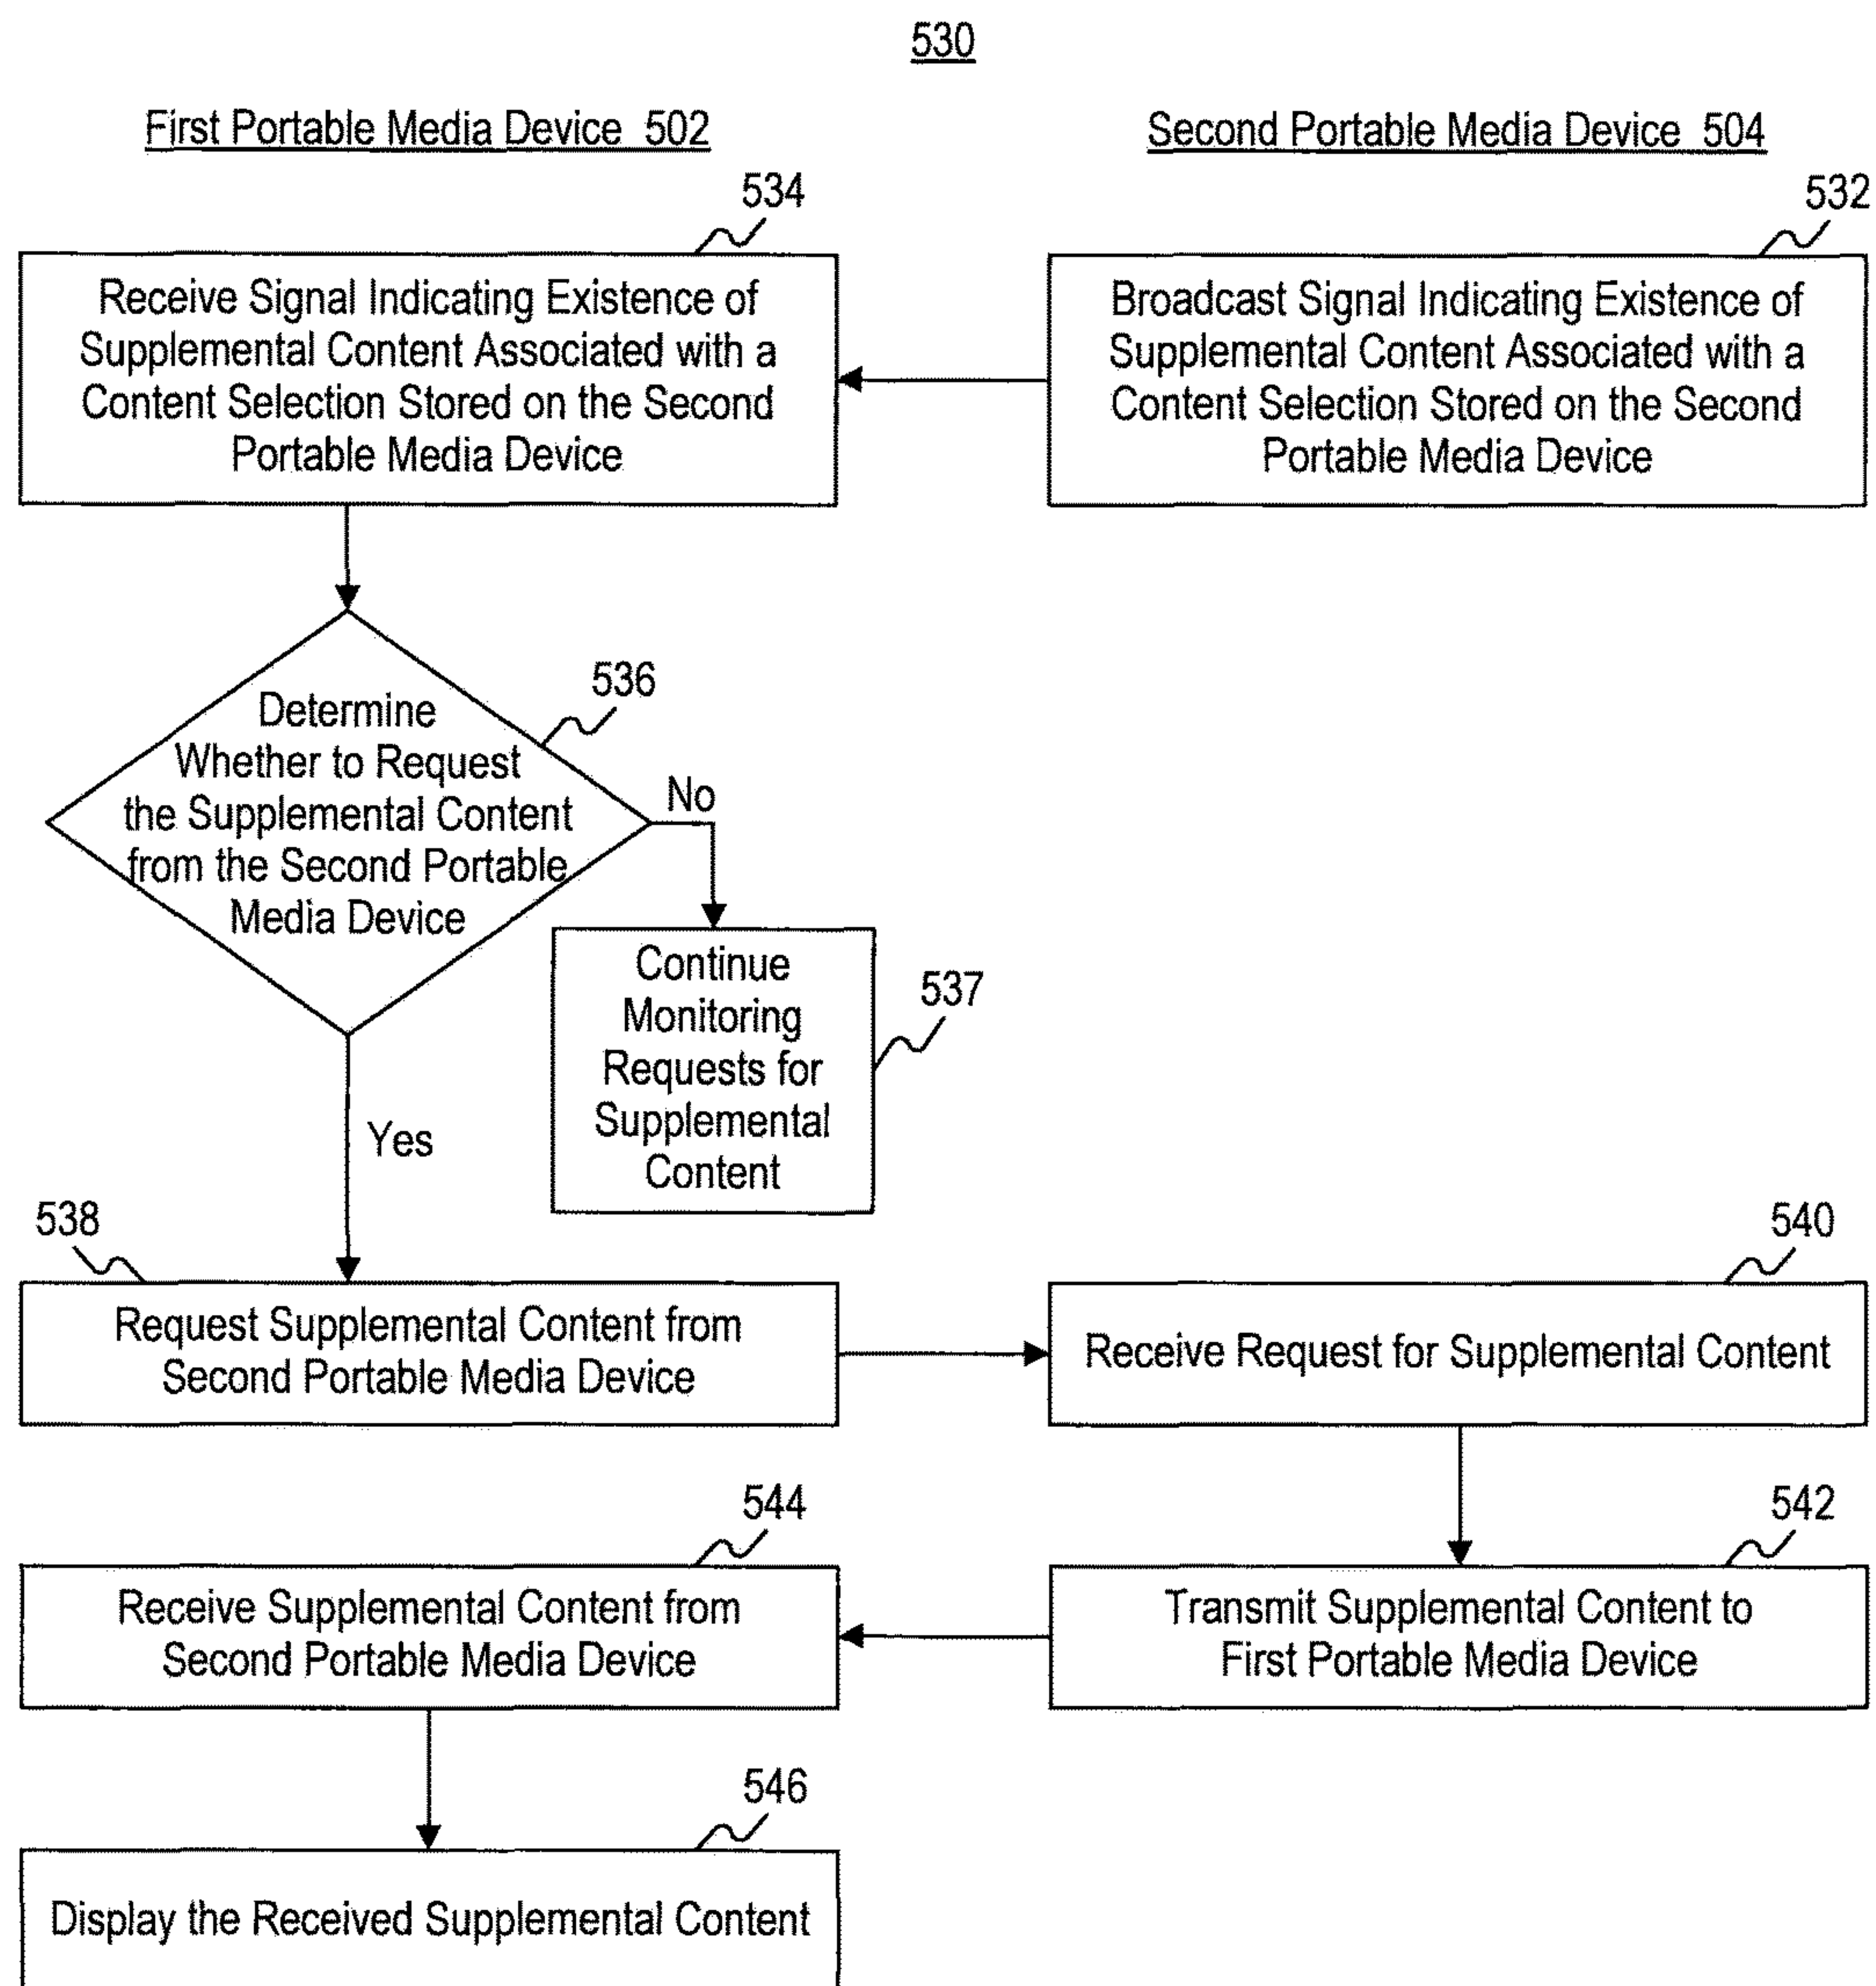 530
First Portable Media Device 502
Second Portable Media Device 504
534
532
Receive Signal Indicating Existence of
Supplemental Content Associated with a
Content Selection Stored on the Second
Portable Media Device
Broadcast Signal Indicating Existence of
Supplemental Content Associated with a
Content Selection Stored on the Second
Portable Media Device
536
Determine
Whether to Request
the Supplemental Content
from the Second Portable
Media Device
No
537
Continue
Monitoring
Requests for
Supplemental
Content
Yes
538
540
Request Supplemental Content from
Second Portable Media Device
Receive Request for Supplemental Content
544
542
Receive Supplemental Content from
Second Portable Media Device
Transmit Supplemental Content to
First Portable Media Device
546
Display the Received Supplemental Content